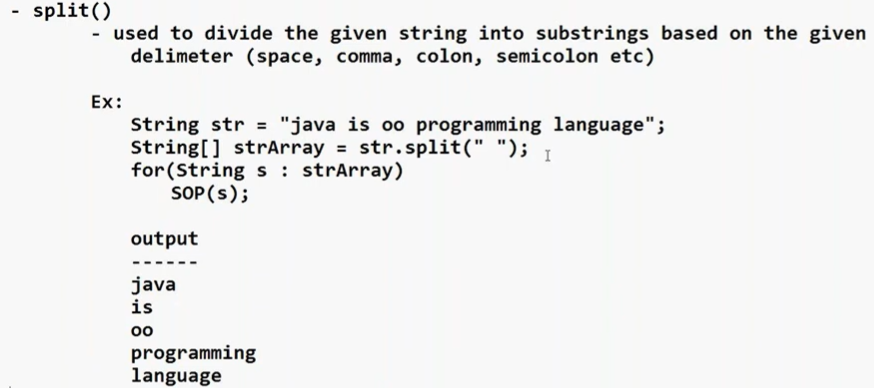 - split()
- used to divide the given string into substrings based on the given
delimeter (space, comma, colon, semicolon etc)
Ex:
String str = "java is oo programming language";
String[] strArray = str.split(" ");
for(String s : strArray)
SOP(s);
output
------
java
is
oo
programming
language